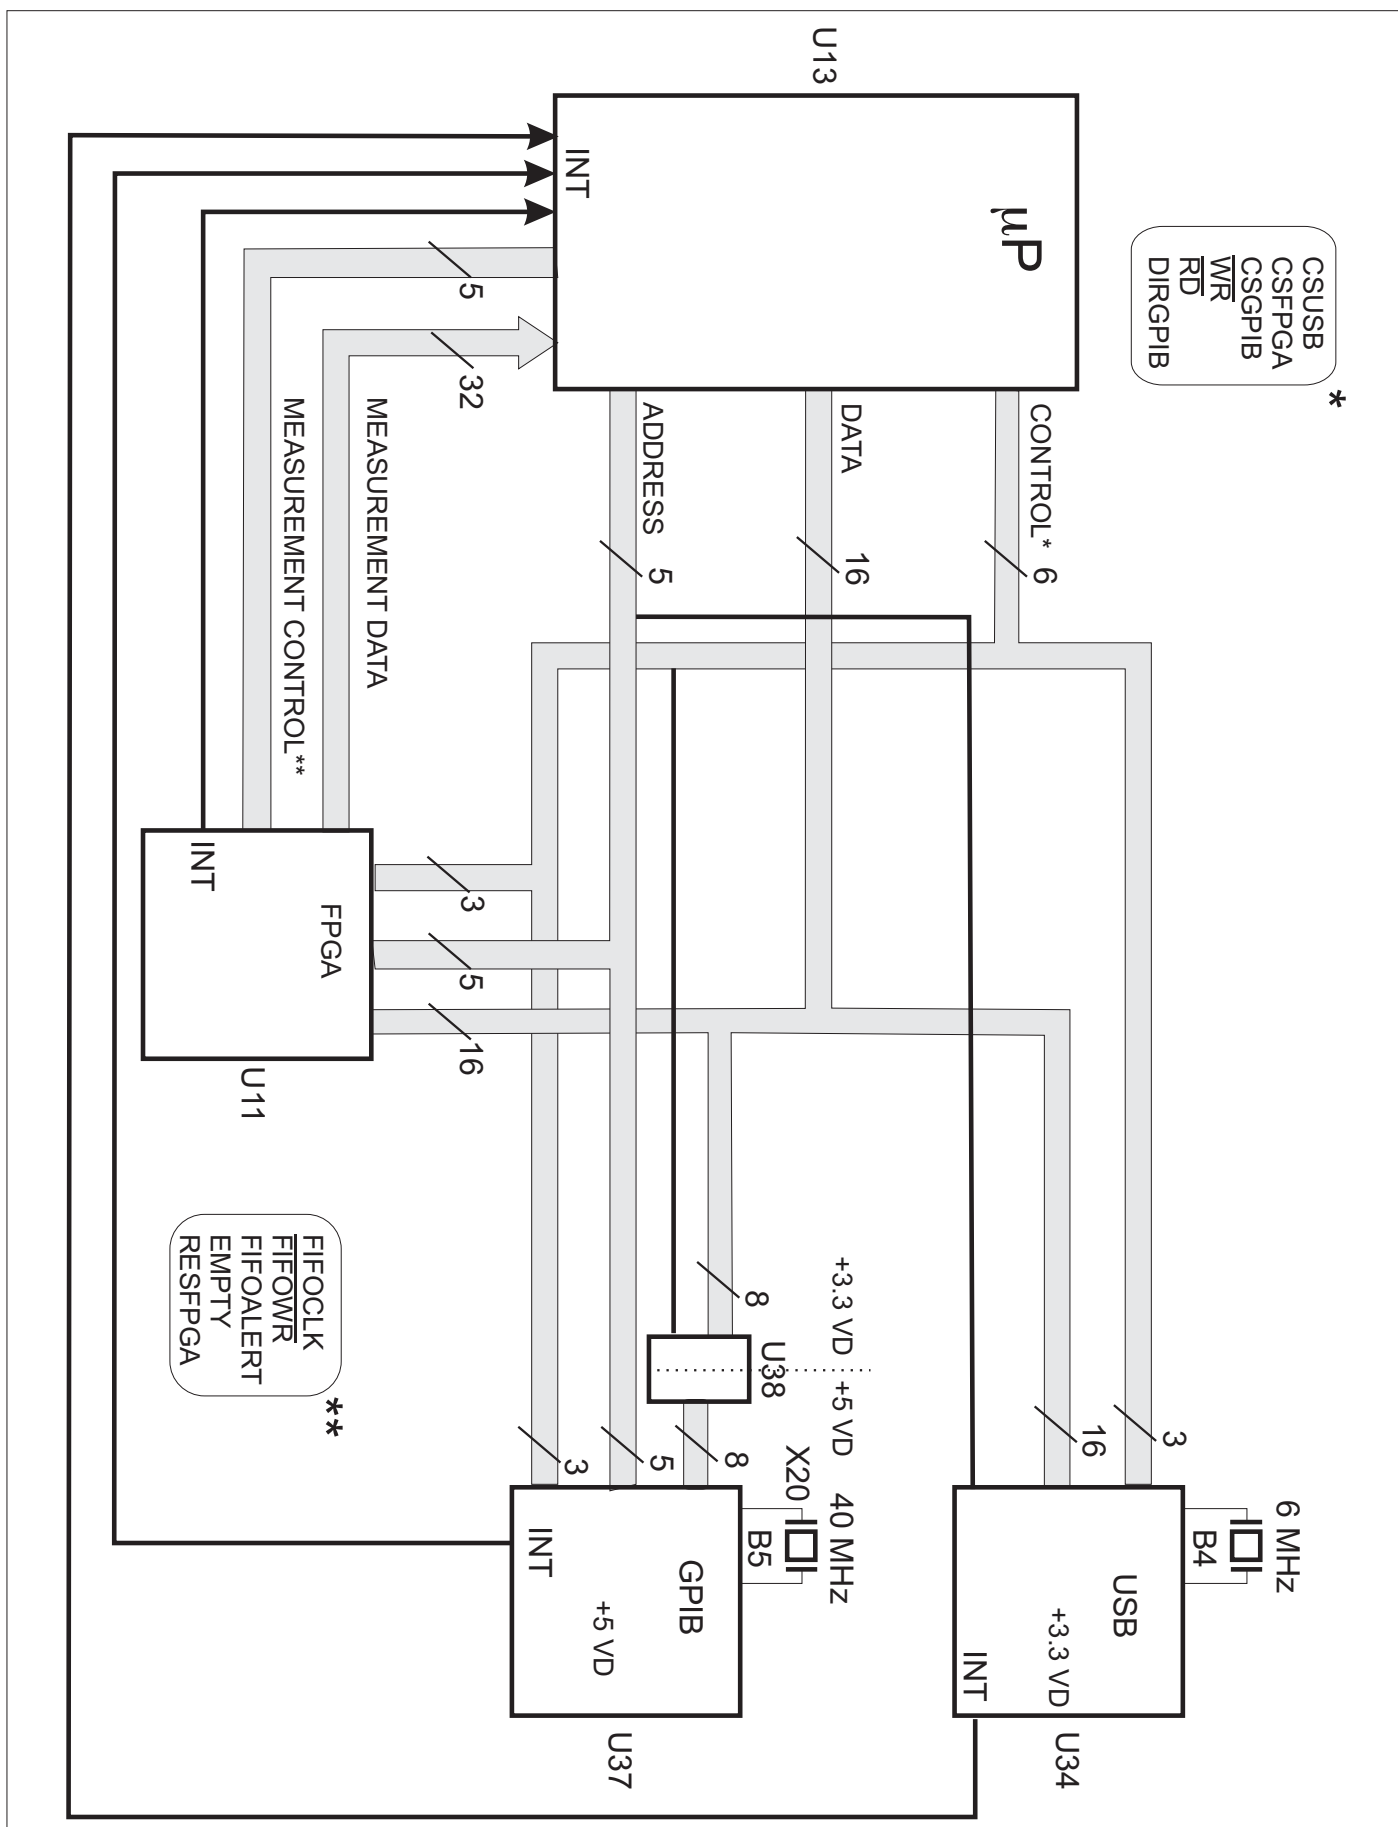 *
CSUSB
CSFPGA
CSGPIB
W̅R̅
R̅D̅
DIRGPIB
6 MHz
B4
USB
+3.3 VD
INT
U34
3
16
U13
µP
INT
CONTROL* 6
DATA
16
ADDRESS
5
+3.3 VD
+5 VD
40 MHz
X20
B5
U38
8
8
5
3
GPIB
+5 VD
INT
U37
32
5
MEASUREMENT DATA
MEASUREMENT CONTROL**
3
5
16
FPGA
INT
U11
**
FIFOCLK
F̅I̅F̅O̅W̅R̅
FIFOALERT
EMPTY
RESFPGA